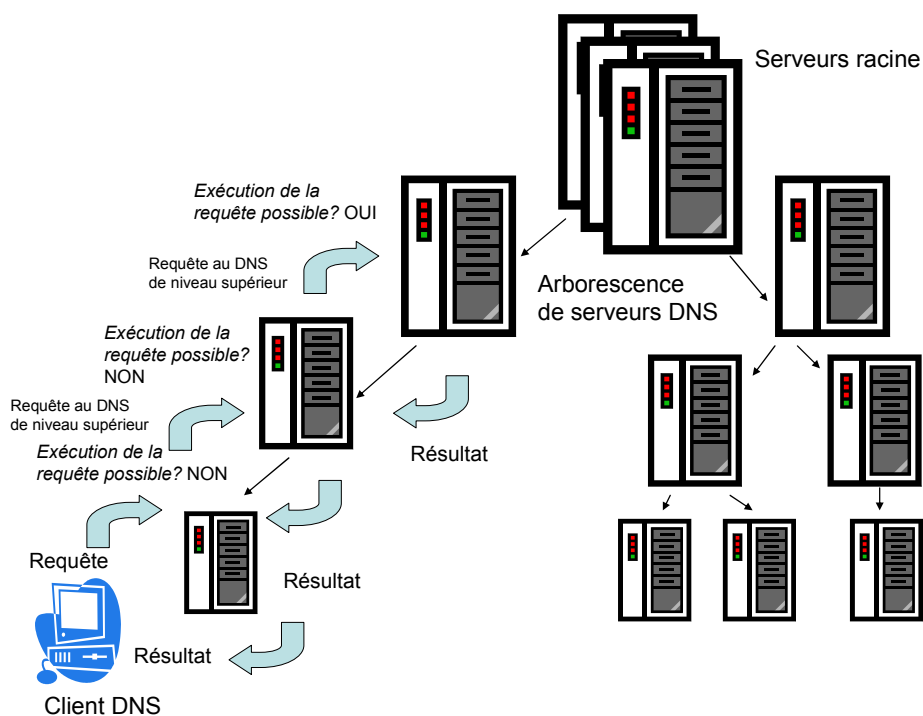 Serveurs racine
Exécution de la
requête possible? OUI
Requête au DNS
de niveau supérieur
Arborescence
de serveurs DNS
Exécution de la
requête possible?
NON
Requête au DNS
de niveau supérieur
Résultat
Exécution de la
requête possible? NON
Requête
Résultat
Résultat
Client DNS